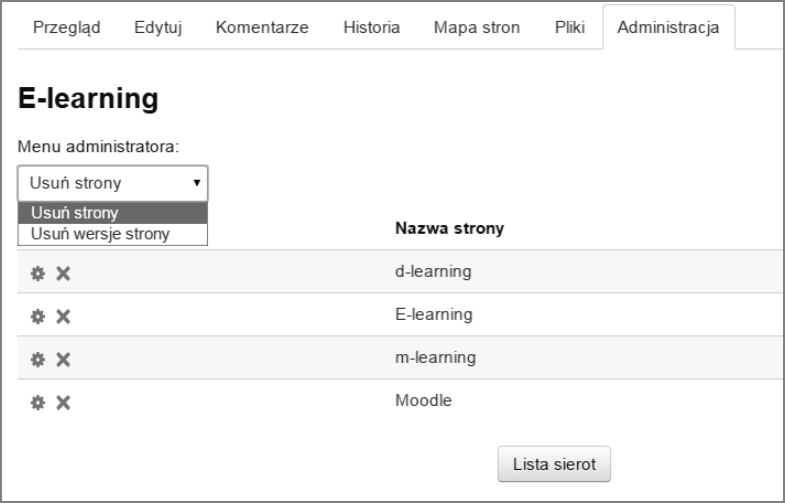 Przegląd Edytuj Komentarze Historia Mapa stron Pliki Administracja
E-learning
Menu administratora:
Usuń strony
Usuń strony
Usuń wersje strony
Nazwa strony
d-learning
E-learning
m-learning
Moodle
Lista sierot